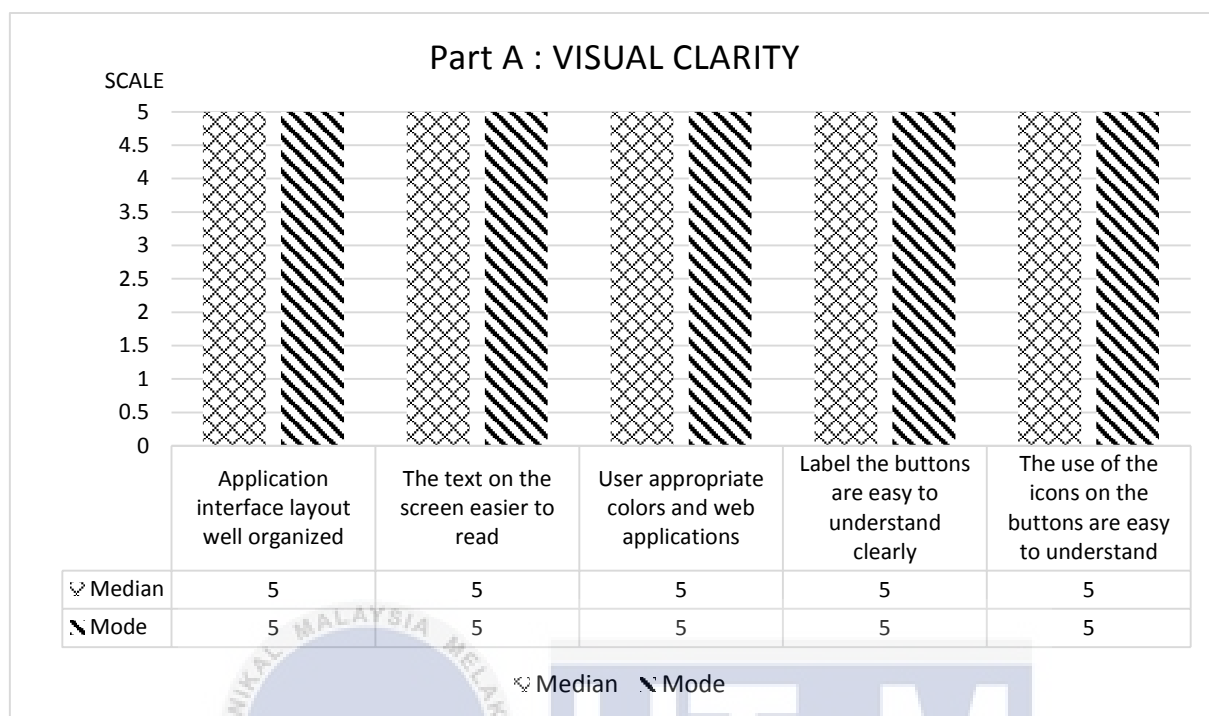 Part A : VISUAL CLARITY
SCALE
5
4.5
4
3.5
3
2.5
2
1.5
1
0.5
0
Application
interface layout
well organized
The text on the
screen easier to
read
User appropriate
colors and web
applications
Label the buttons
are easy to
understand
clearly
The use of the
icons on the
buttons are easy
to understand
Median 5 5 5 5 5
Mode 5 5 5 5 5
Median Mode
MALAYSIA